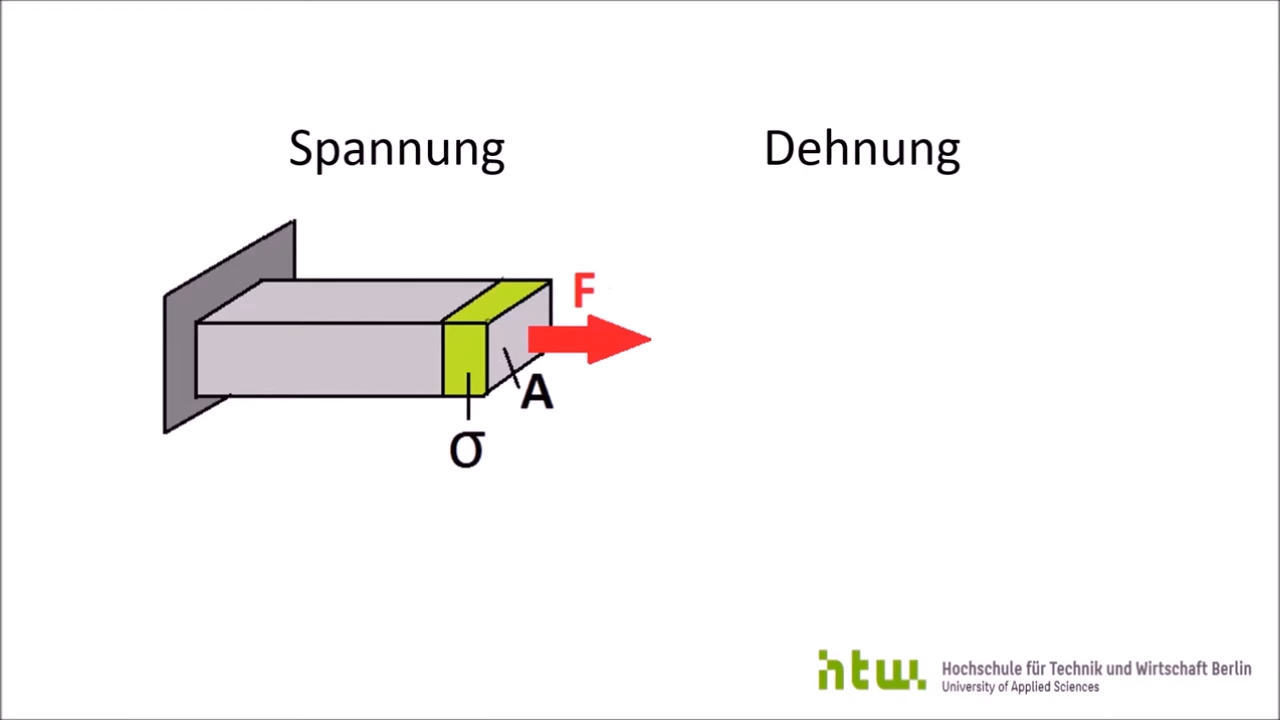 Spannung
Dehnung
F
A
σ
htw.
Hochschule für Technik und Wirtschaft Berlin
University of Applied Sciences